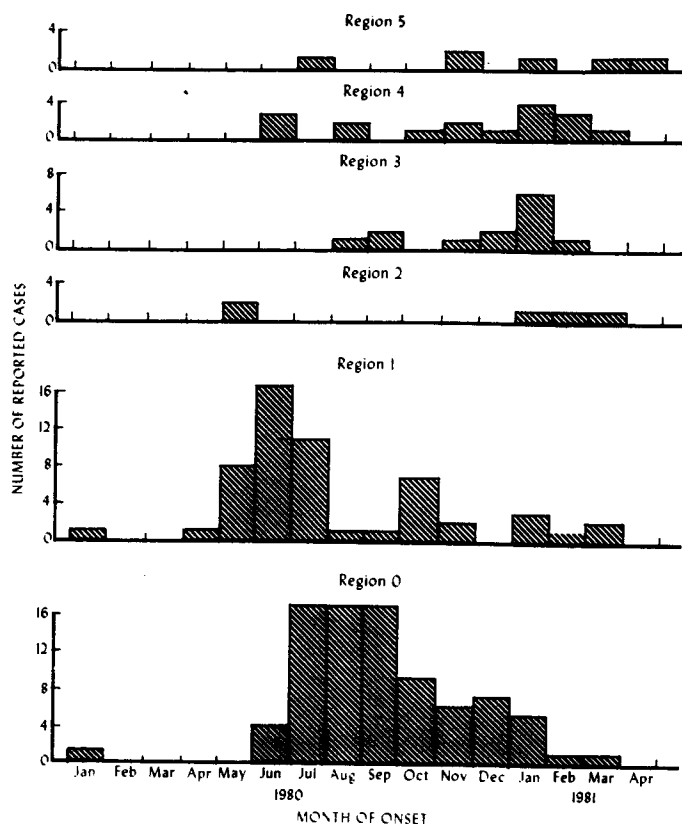 Region 5
4
0
Region 4
4
0
Region 3
8
4
0
Region 2
4
0
NUMBER OF REPORTED CASES
Region 1
16
12
8
4
0
Region 0
16
12
8
4
0
Jan Feb Mar Apr May Jun Jul Aug Sep Oct Nov Dec Jan Feb Mar Apr
1980 1981
MONTH OF ONSET